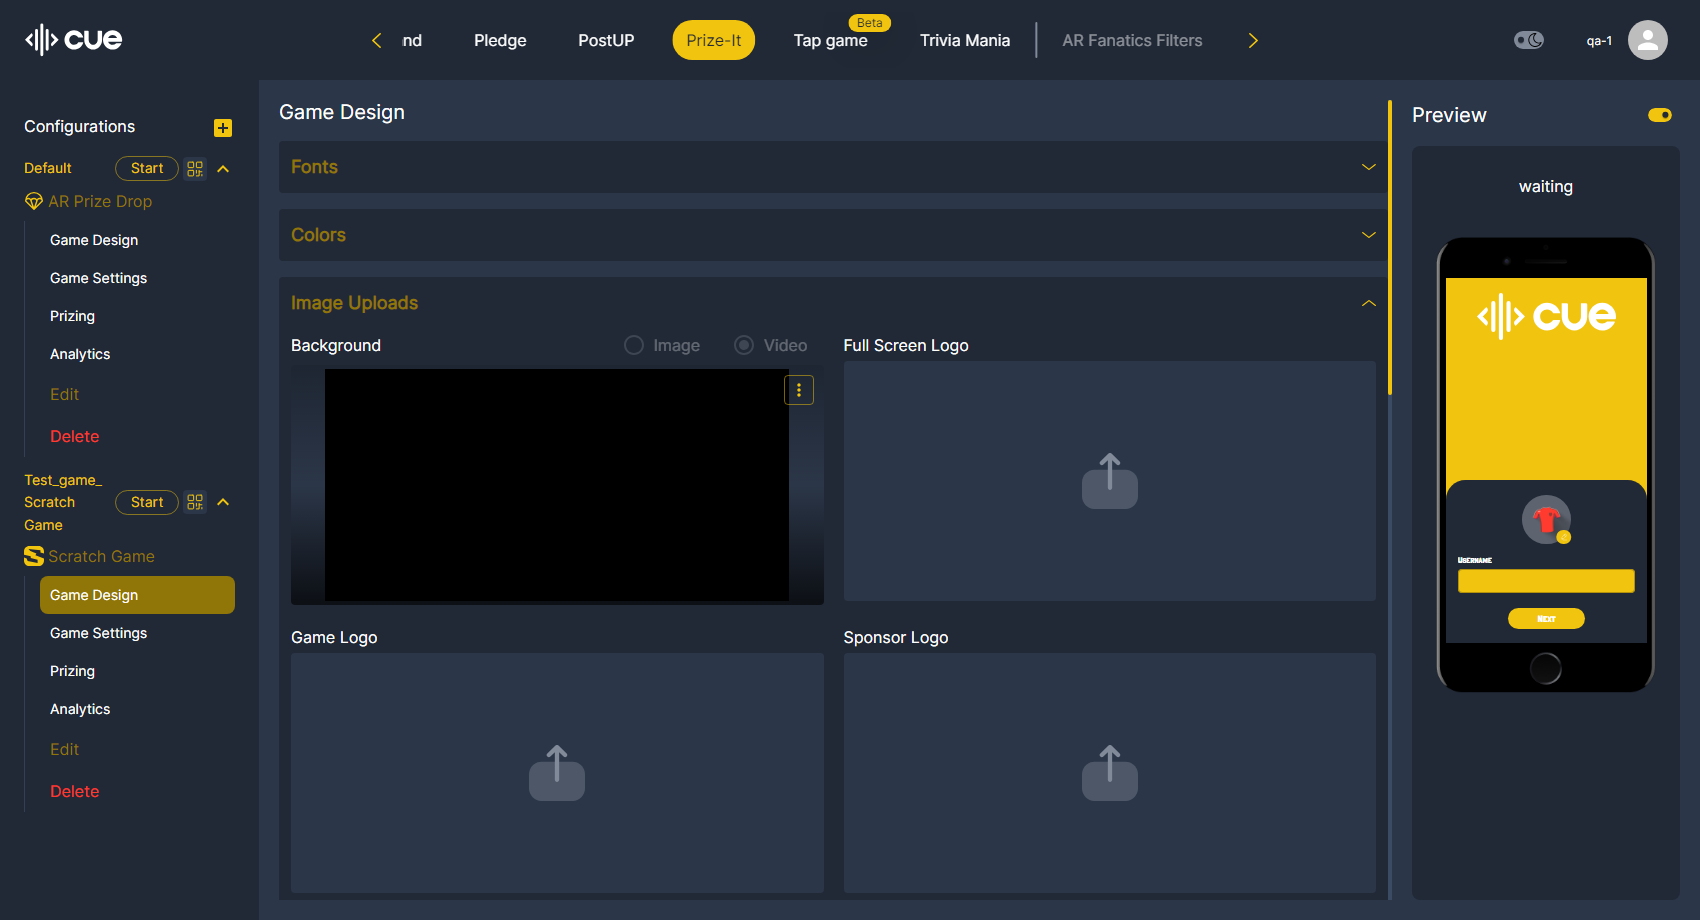 cue
nd
Pledge
PostUP
Prize-It
Beta
Tap game
Trivia Mania
AR Fanatics Filters
qa-1
Configurations
Default
Start
AR Prize Drop
Game Design
Game Settings
Prizing
Analytics
Edit
Delete
Test_game_
Scratch
Game
Start
Scratch Game
Game Design
Game Settings
Prizing
Analytics
Edit
Delete
Game Design
Fonts
Colors
Image Uploads
Background
Image
Video
Full Screen Logo
Game Logo
Sponsor Logo
Preview
waiting
cue
Username
Next